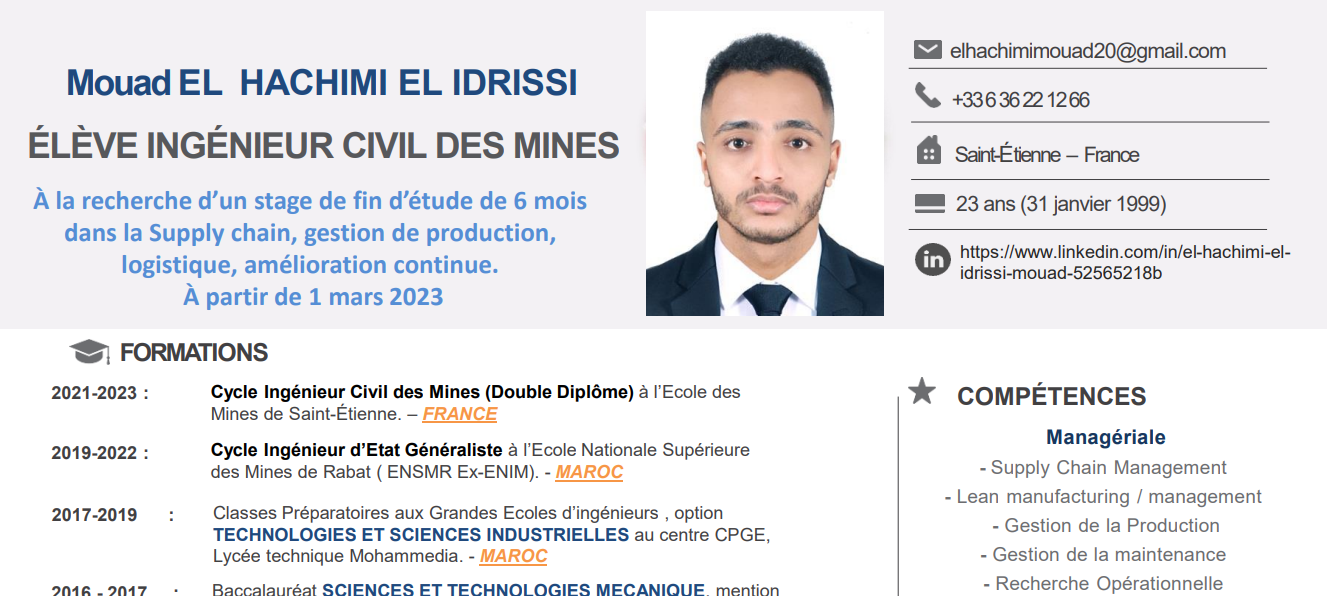 Mouad EL HACHIMI EL IDRISSI
ÉLÈVE INGÉNIEUR CIVIL DES MINES
À la recherche d’un stage de fin d’étude de 6 mois
dans la Supply chain, gestion de production,
logistique, amélioration continue.
À partir de 1 mars 2023
elhachimimouad20@gmail.com
+33 6 36 22 12 66
Saint-Étienne – France
23 ans (31 janvier 1999)
in
https://www.linkedin.com/in/el-hachimi-el-
idrissi-mouad-52565218b
FORMATIONS
2021-2023 : Cycle Ingénieur Civil des Mines (Double Diplôme) à l’Ecole des
Mines de Saint-Étienne. – FRANCE
2019-2022 : Cycle Ingénieur d’Etat Généraliste à l’Ecole Nationale Supérieure
des Mines de Rabat ( ENSMR Ex-ENIM). - MAROC
2017-2019 : Classes Préparatoires aux Grandes Ecoles d’ingénieurs , option
TECHNOLOGIES ET SCIENCES INDUSTRIELLES au centre CPGE,
Lycée technique Mohammedia. - MAROC
2016 - 2017 : Baccalauréat SCIENCES ET TECHNOLOGIES MECANIQUE, mention
COMPÉTENCES
Managériale
- Supply Chain Management
- Lean manufacturing / management
- Gestion de la Production
- Gestion de la maintenance
- Recherche Opérationnelle